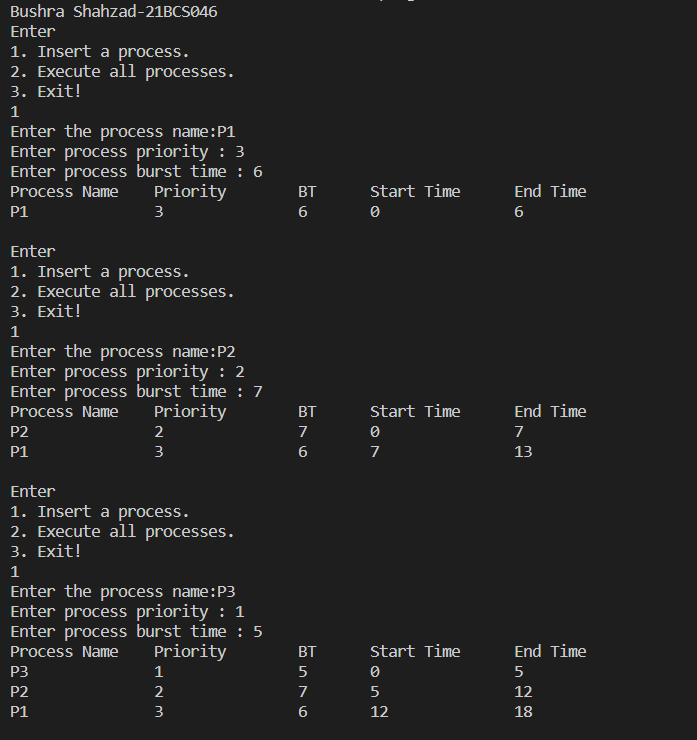 Bushra Shahzad-21BCS046
Enter
1. Insert a process.
2. Execute all processes.
3. Exit!
1
Enter the process name:P1
Enter process priority : 3
Enter process burst time : 6
Process Name    Priority        BT      Start Time      End Time
P1              3               6       0               6

Enter
1. Insert a process.
2. Execute all processes.
3. Exit!
1
Enter the process name:P2
Enter process priority : 2
Enter process burst time : 7
Process Name    Priority        BT      Start Time      End Time
P2              2               7       0               7
P1              3               6       7               13

Enter
1. Insert a process.
2. Execute all processes.
3. Exit!
1
Enter the process name:P3
Enter process priority : 1
Enter process burst time : 5
Process Name    Priority        BT      Start Time      End Time
P3              1               5       0               5
P2              2               7       5               12
P1              3               6       12              18